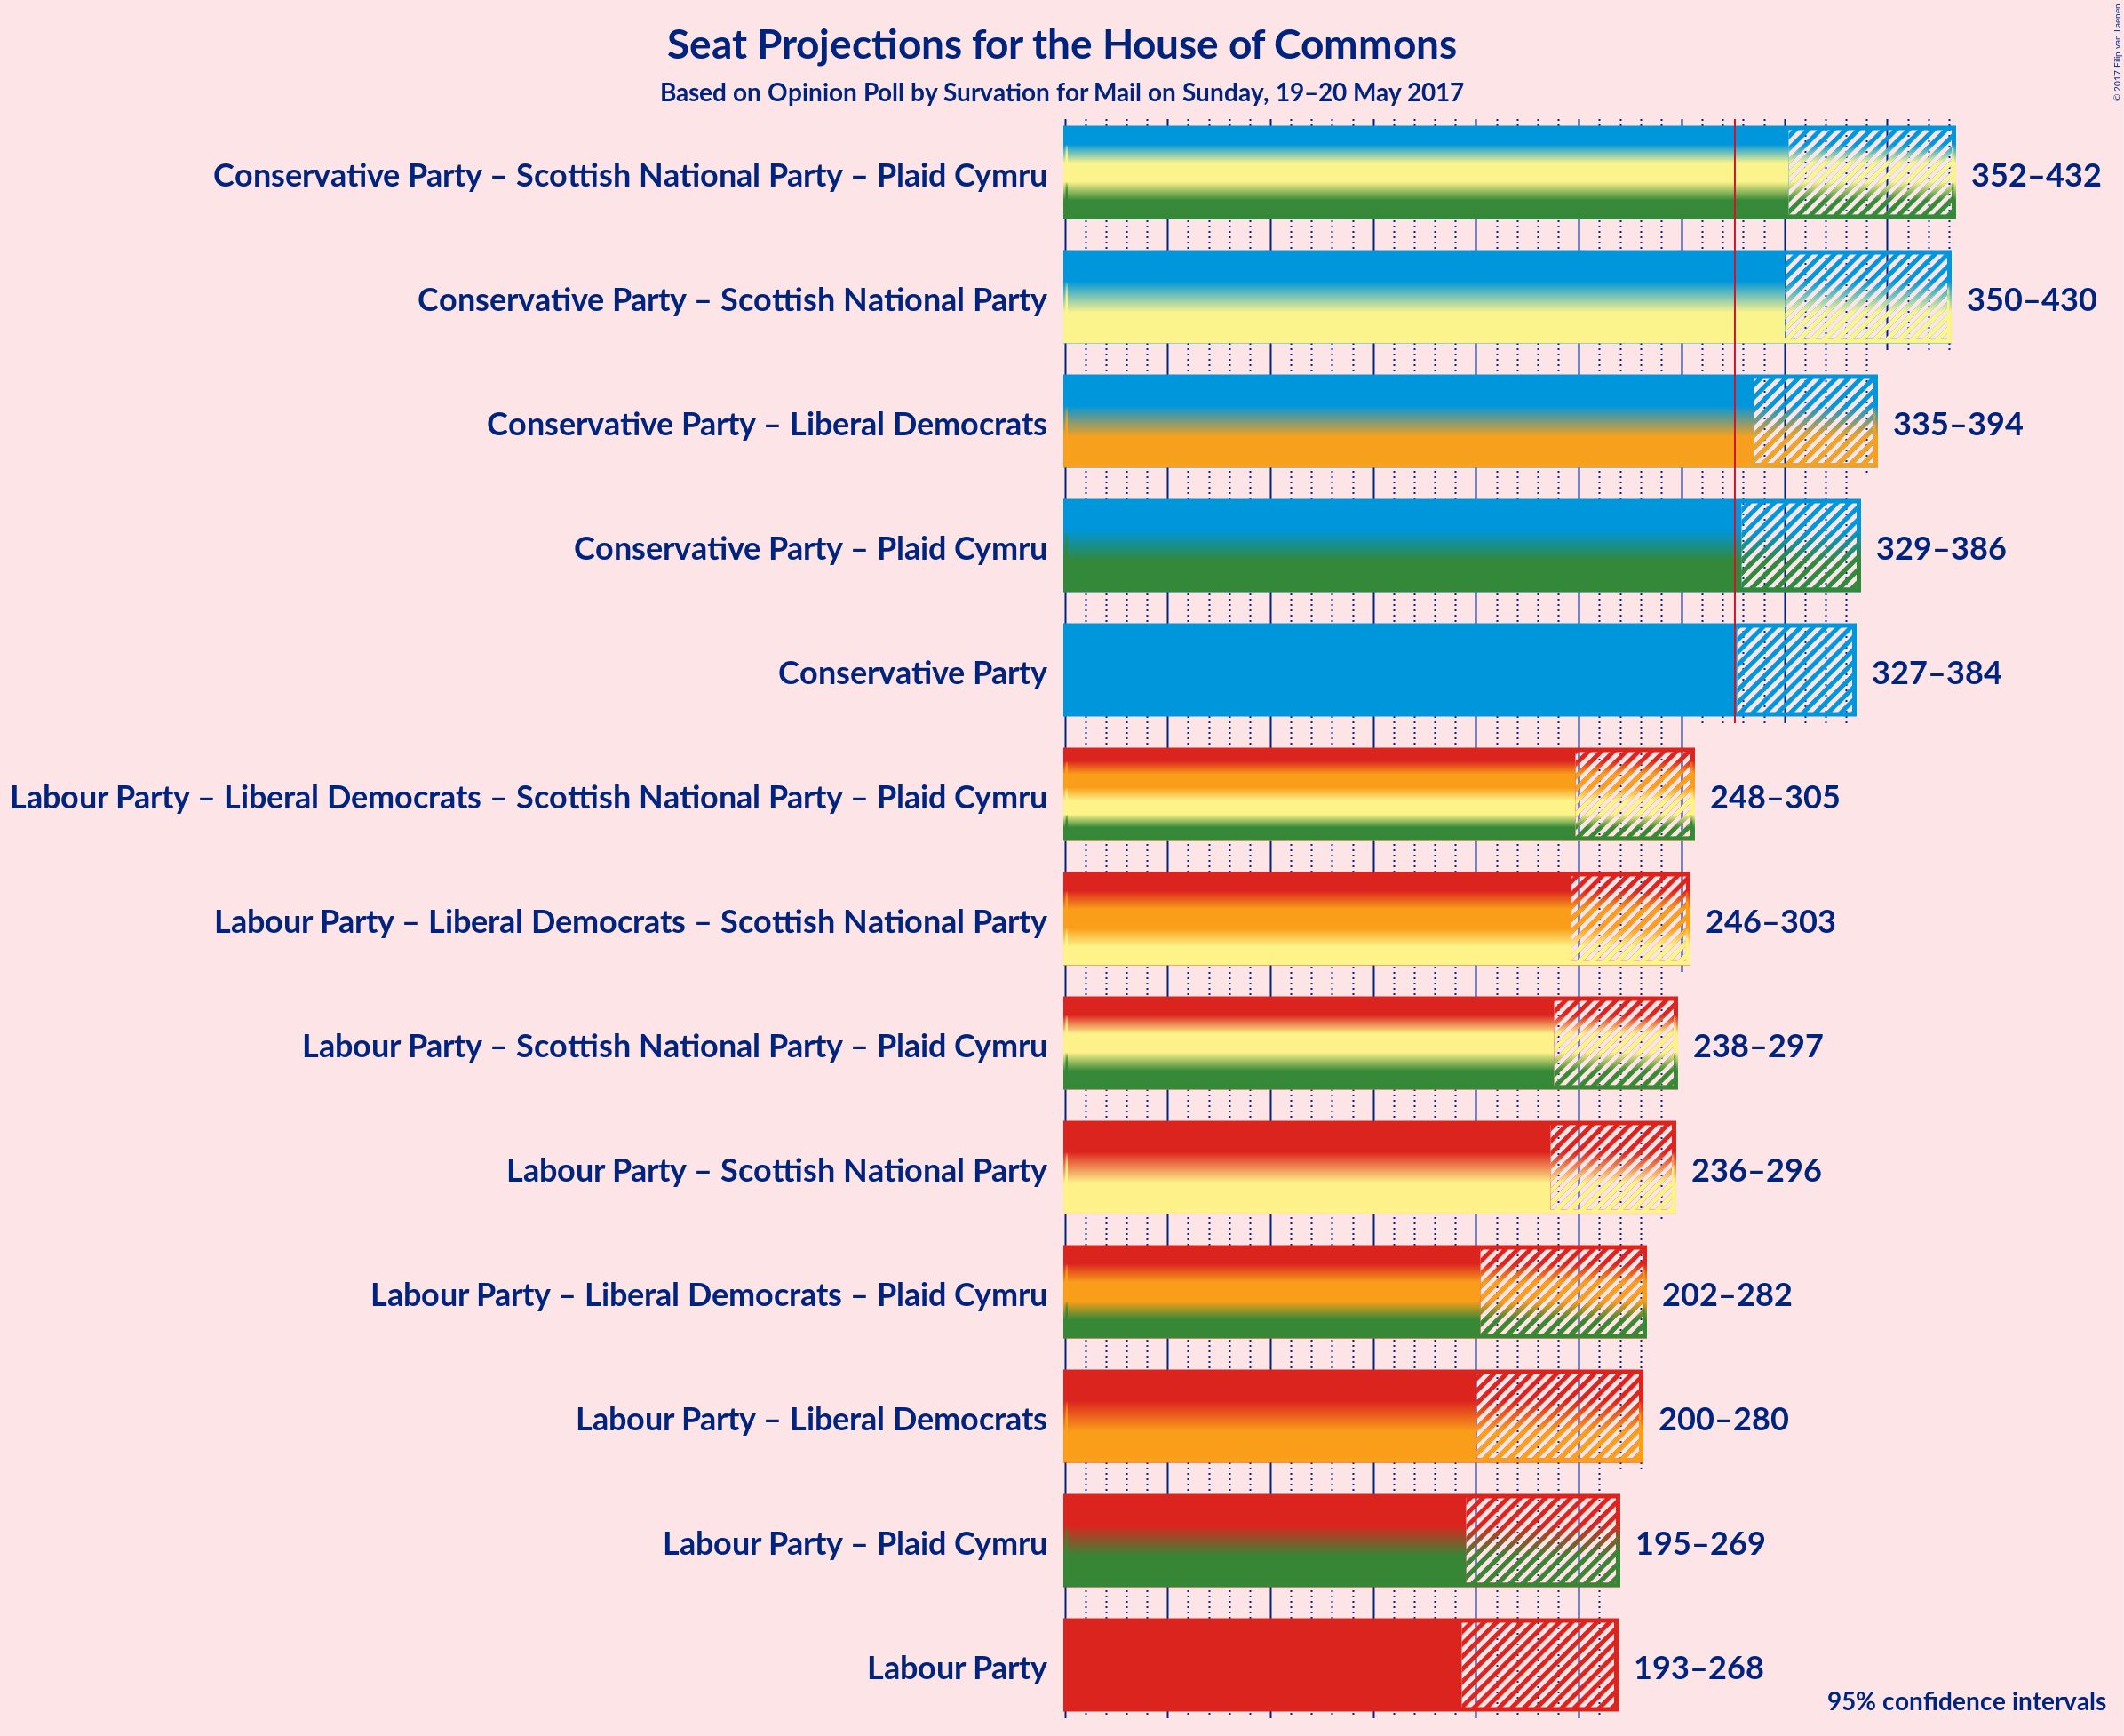 Seat Projections for the House of Commons
Based on Opinion Poll by Survation for Mail on Sunday, 19–20 May 2017
© 2017 Filip van Laenen
Conservative Party – Scottish National Party – Plaid Cymru 352–432
Conservative Party – Scottish National Party 350–430
Conservative Party – Liberal Democrats 335–394
Conservative Party – Plaid Cymru 329–386
Conservative Party 327–384
Labour Party – Liberal Democrats – Scottish National Party – Plaid Cymru 248–305
Labour Party – Liberal Democrats – Scottish National Party 246–303
Labour Party – Scottish National Party – Plaid Cymru 238–297
Labour Party – Scottish National Party 236–296
Labour Party – Liberal Democrats – Plaid Cymru 202–282
Labour Party – Liberal Democrats 200–280
Labour Party – Plaid Cymru 195–269
Labour Party 193–268
95% confidence intervals